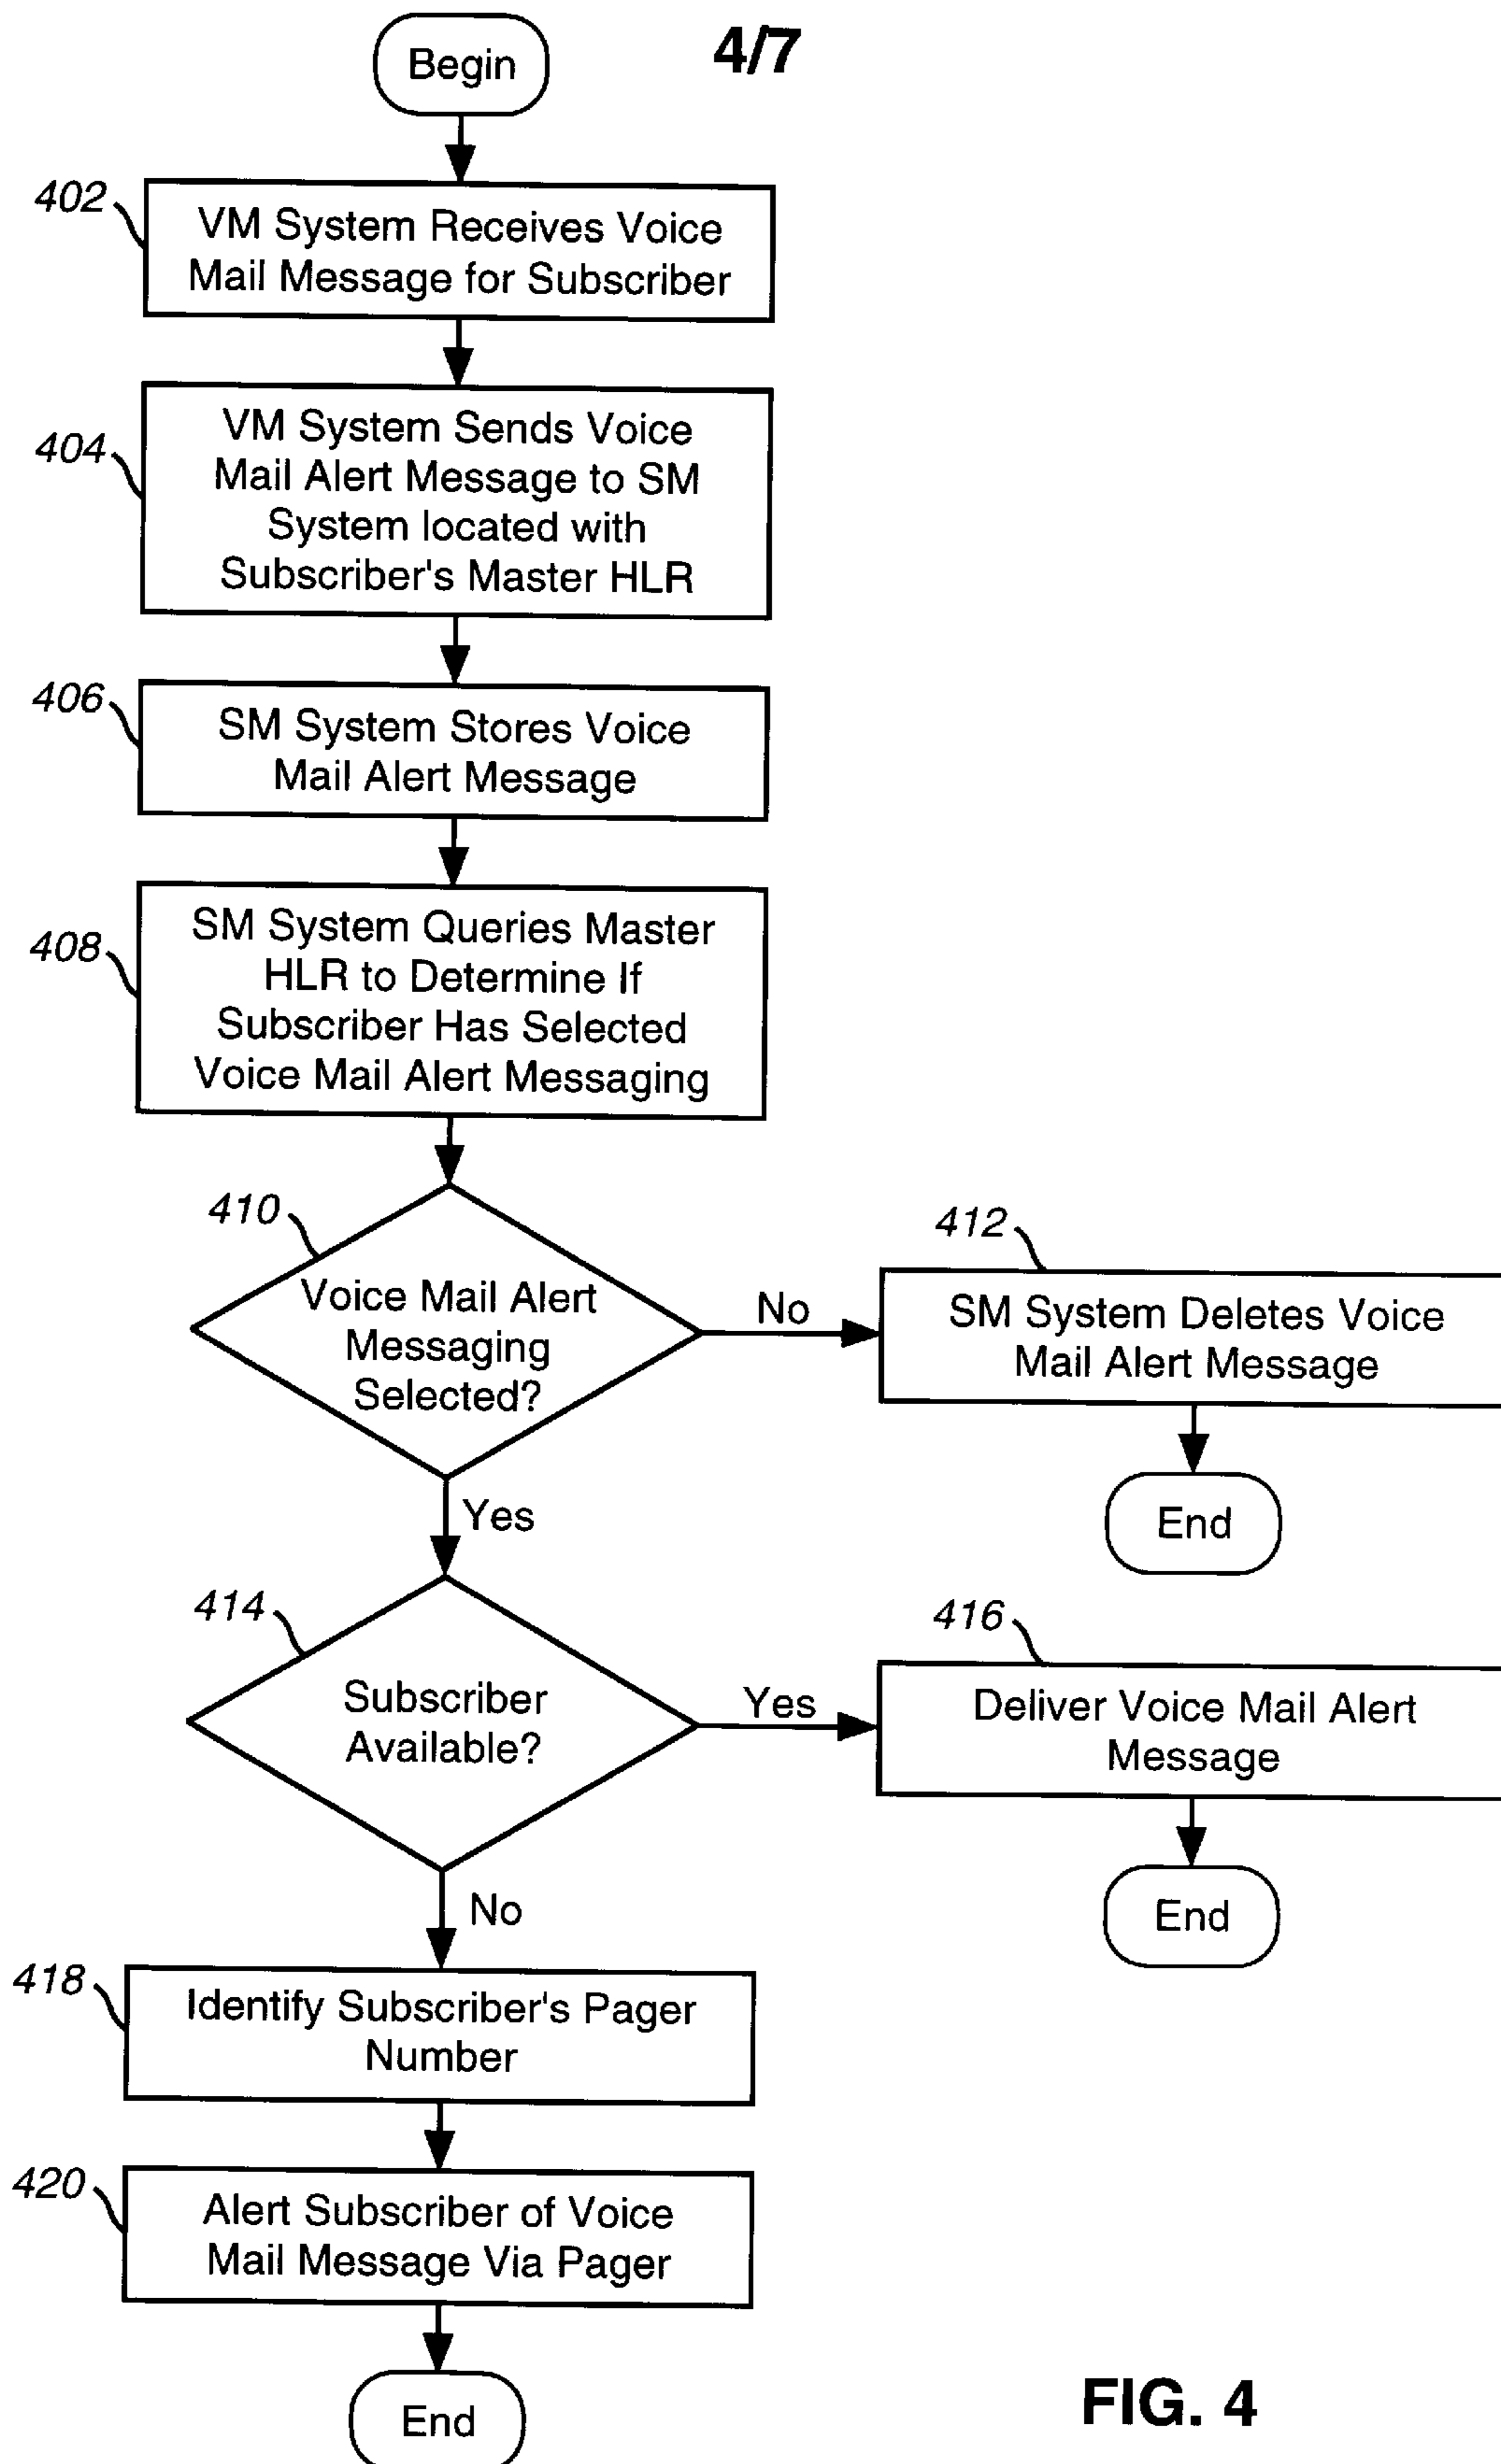 4/7
Begin
402
VM System Receives Voice
Mail Message for Subscriber
404
VM System Sends Voice
Mail Alert Message to SM
System located with
Subscriber's Master HLR
406
SM System Stores Voice
Mail Alert Message
408
SM System Queries Master
HLR to Determine If
Subscriber Has Selected
Voice Mail Alert Messaging
410
Voice Mail Alert
Messaging
Selected?
No
412
SM System Deletes Voice
Mail Alert Message
End
Yes
414
Subscriber
Available?
Yes
416
Deliver Voice Mail Alert
Message
End
No
418
Identify Subscriber's Pager
Number
420
Alert Subscriber of Voice
Mail Message Via Pager
End
FIG. 4